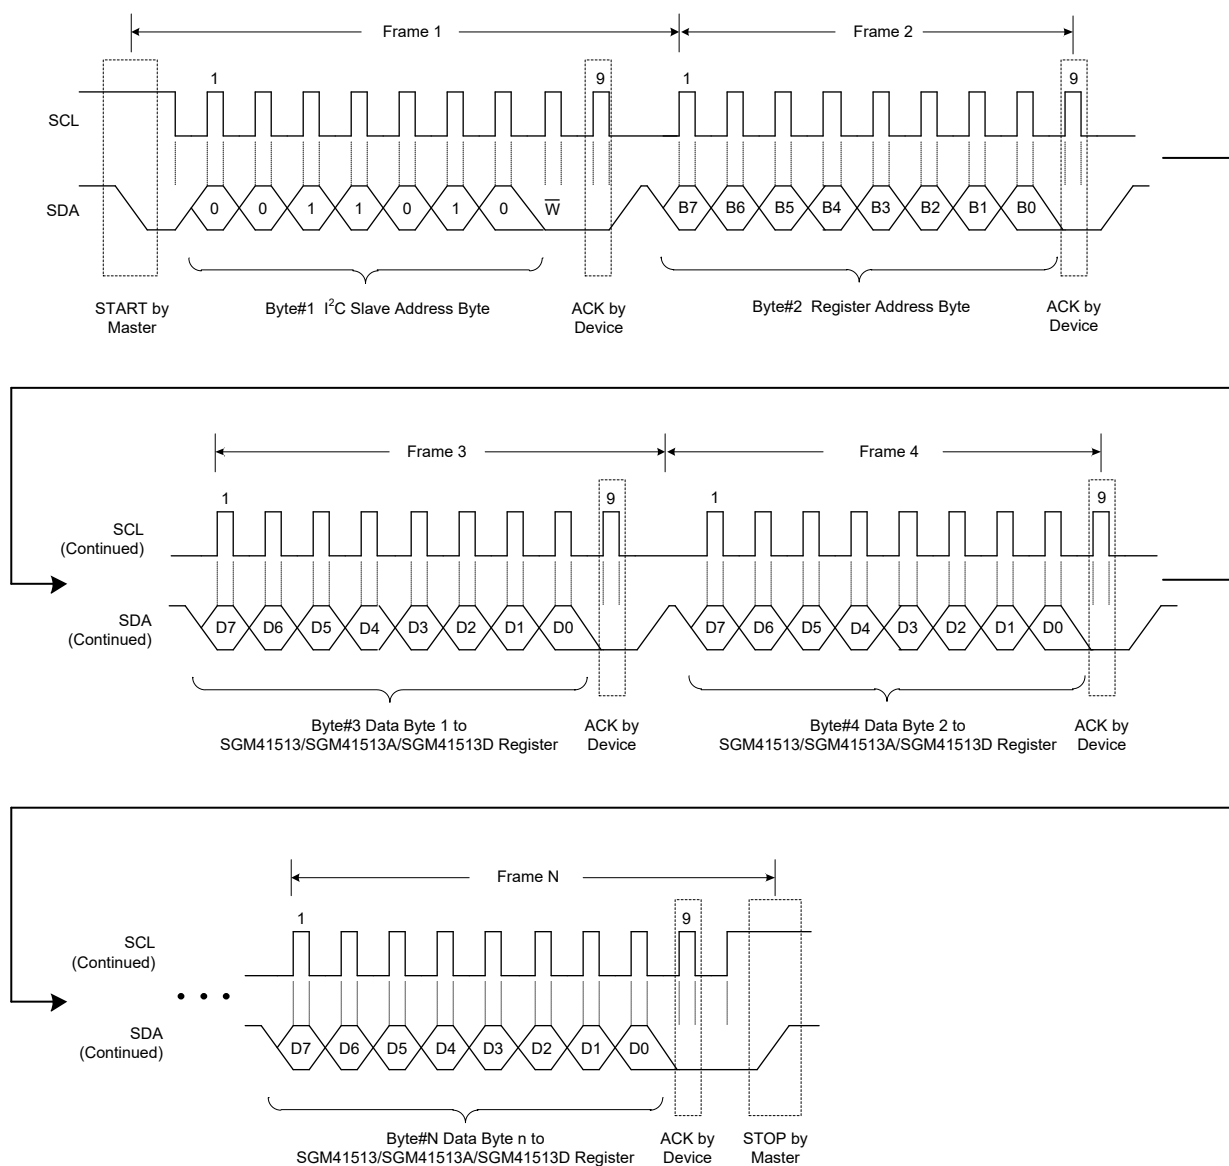 Frame 1
Frame 2
1
9
1
9
SCL
SDA
0 0 1 1 0 1 0 W̅
B7 B6 B5 B4 B3 B2 B1 B0
START by
Master
Byte#1 I²C Slave Address Byte
ACK by
Device
Byte#2 Register Address Byte
ACK by
Device
Frame 3
Frame 4
1
9
1
9
SCL
(Continued)
SDA
(Continued)
D7 D6 D5 D4 D3 D2 D1 D0
D7 D6 D5 D4 D3 D2 D1 D0
Byte#3 Data Byte 1 to
SGM41513/SGM41513A/SGM41513D Register
ACK by
Device
Byte#4 Data Byte 2 to
SGM41513/SGM41513A/SGM41513D Register
ACK by
Device
Frame N
1
9
SCL
(Continued)
• • •
SDA
(Continued)
D7 D6 D5 D4 D3 D2 D1 D0
Byte#N Data Byte n to
SGM41513/SGM41513A/SGM41513D Register
ACK by
Device
STOP by
Master